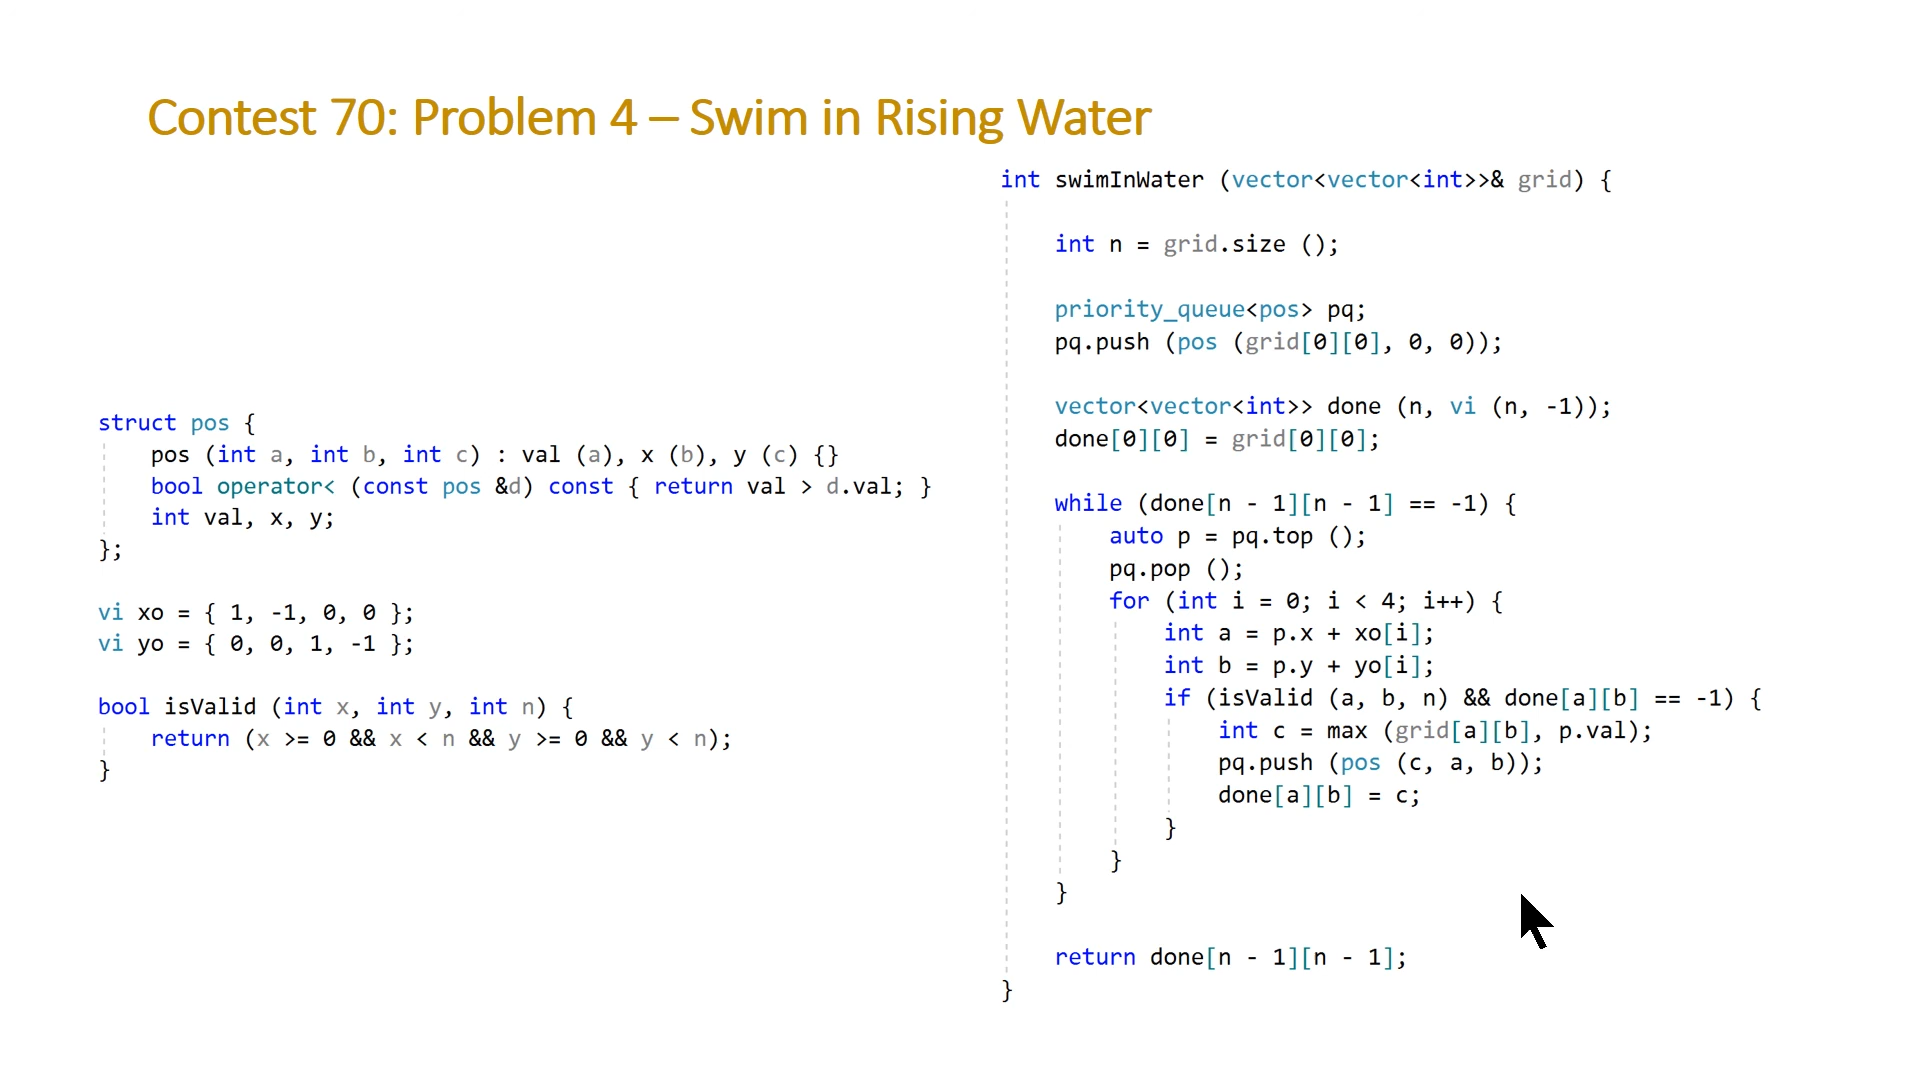 Contest 70: Problem 4 – Swim in Rising Water
struct pos {
pos (int a, int b, int c) : val (a), x (b), y (c) {}
bool operator< (const pos &d) const { return val > d.val; }
int val, x, y;
};
vi xo = { 1, -1, 0, 0 };
vi yo = { 0, 0, 1, -1 };
bool isValid (int x, int y, int n) {
return (x >= 0 && x < n && y >= 0 && y < n);
}
int swimInWater (vector<vector<int>>& grid) {
int n = grid.size ();
priority_queue<pos> pq;
pq.push (pos (grid[0][0], 0, 0));
vector<vector<int>> done (n, vi (n, -1));
done[0][0] = grid[0][0];
while (done[n - 1][n - 1] == -1) {
auto p = pq.top ();
pq.pop ();
for (int i = 0; i < 4; i++) {
int a = p.x + xo[i];
int b = p.y + yo[i];
if (isValid (a, b, n) && done[a][b] == -1) {
int c = max (grid[a][b], p.val);
pq.push (pos (c, a, b));
done[a][b] = c;
}
}
}
return done[n - 1][n - 1];
}